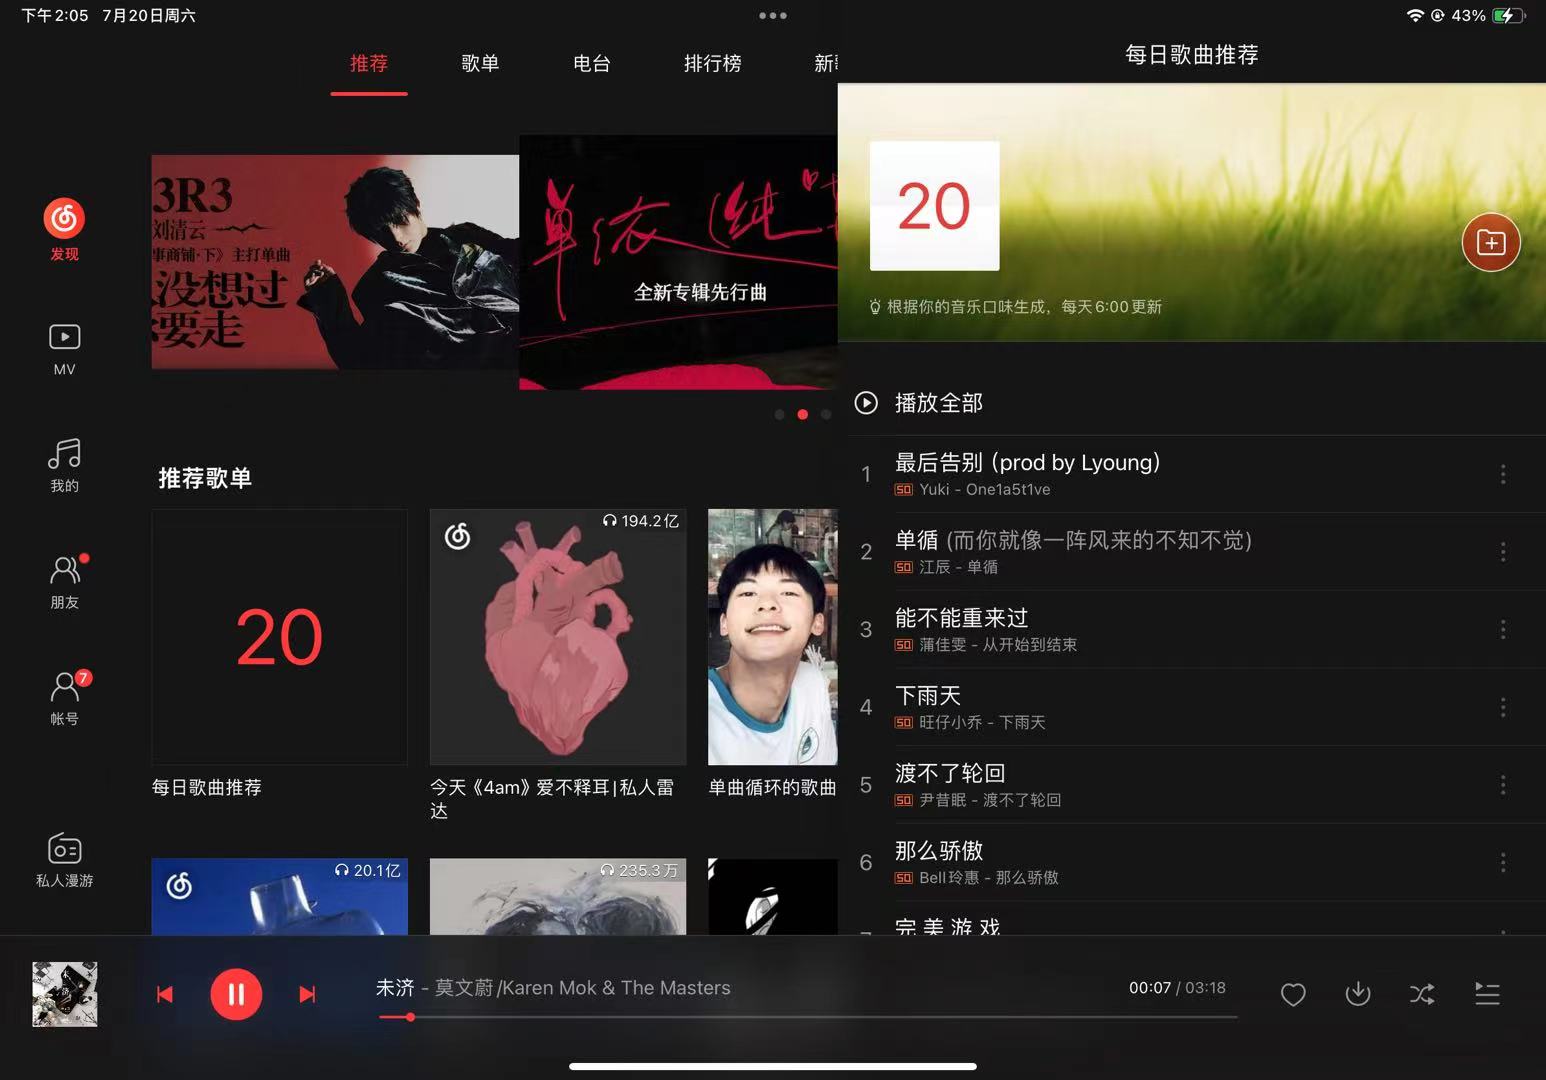 下午2:05 7月20日周六
43%
推荐 歌单 电台 排行榜 新
每日歌曲推荐
发现
MV
我的
朋友
7
帐号
私人漫游
3R3
刘清云
事商铺·下》主打单曲
没想过
要走
单依纯
全新专辑先行曲
推荐歌单
20
每日歌曲推荐
194.2亿
今天《4am》爱不释耳|私人雷
达
单曲循环的歌曲
20.1亿
235.3万
20
根据你的音乐口味生成，每天6:00更新
播放全部
1
最后告别 (prod by Lyoung)
SQ Yuki - One1a5t1ve
2
单循 (而你就像一阵风来的不知不觉)
SQ 江辰 - 单循
3
能不能重来过
SQ 蒲佳雯 - 从开始到结束
4
下雨天
SQ 旺仔小乔 - 下雨天
5
渡不了轮回
SQ 尹昔眠 - 渡不了轮回
6
那么骄傲
SQ Bell玲惠 - 那么骄傲
7
完美游戏
未济 - 莫文蔚/Karen Mok & The Masters
00:07 / 03:18